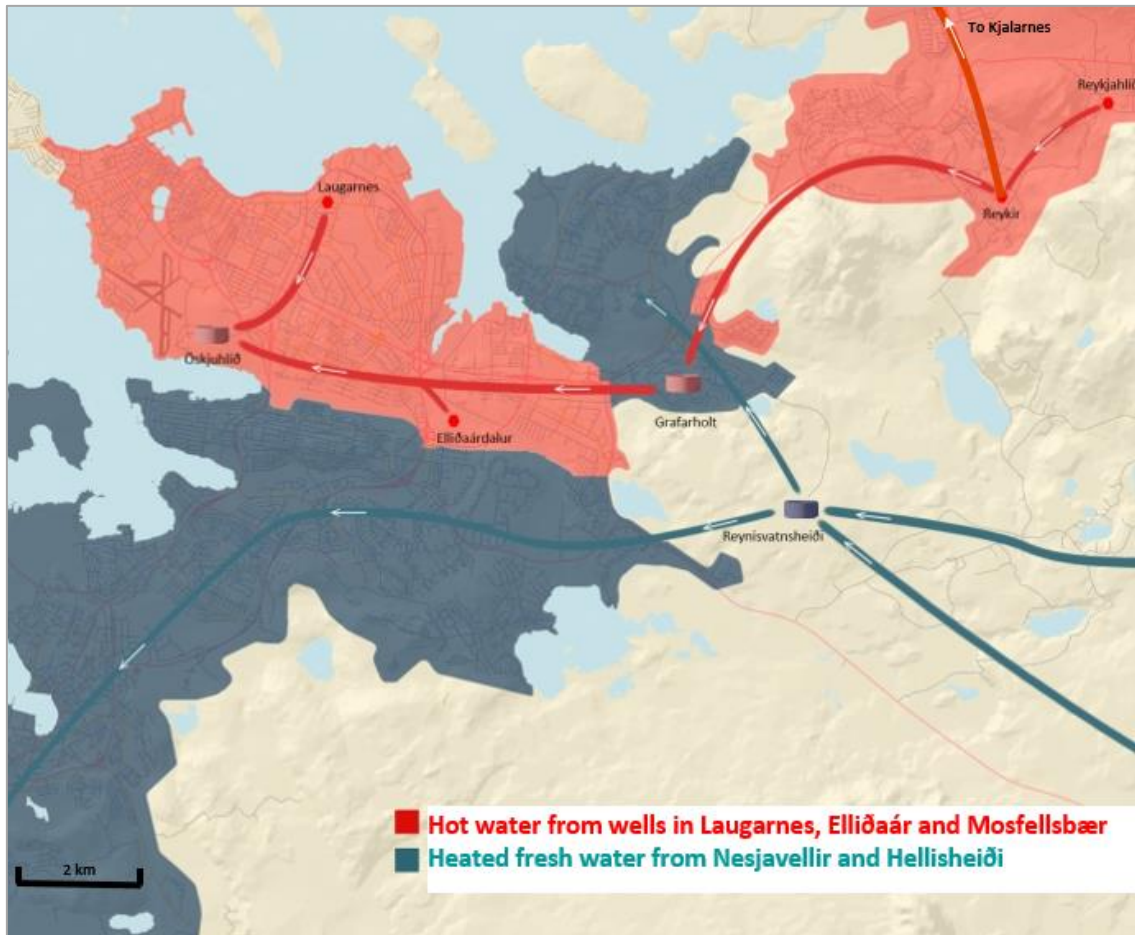 To Kjalarnes
Reykjahlíð
Laugarnes
Reykir
Öskjuhlíð
Grafarholt
Elliðaárdalur
Reynisvatnsheiði
Hot water from wells in Laugarnes, Elliðaár and Mosfellsbær
Heated fresh water from Nesjavellir and Hellisheiði
2 km